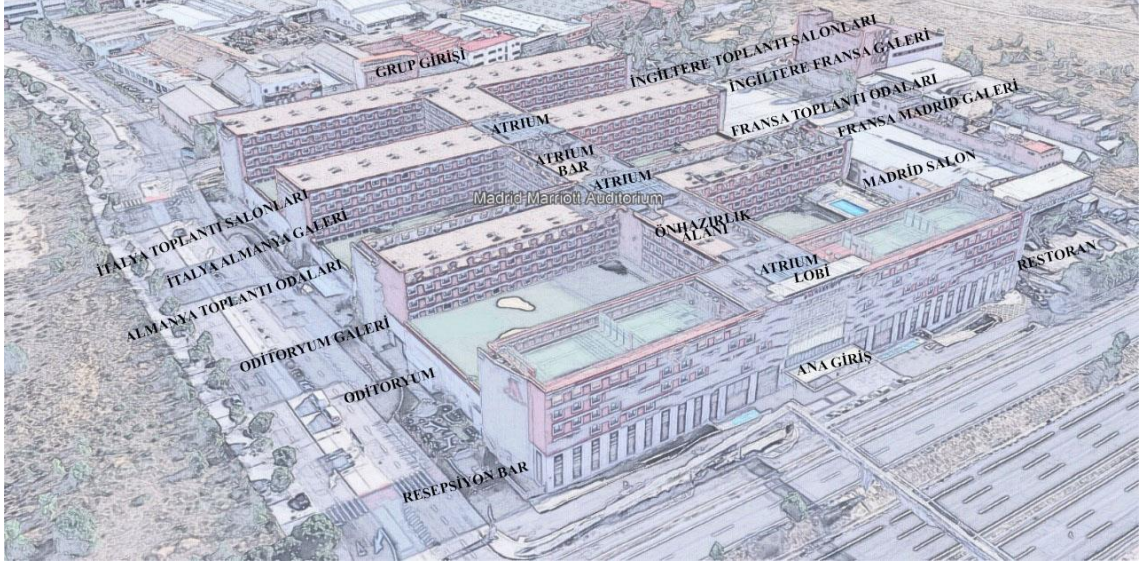 GRUP GİRİŞİ
İNGİLTERE TOPLANTI SALONLARI
İNGİLTERE FRANSA GALERİ
FRANSA TOPLANTI ODALARI
FRANSA MADRİD GALERİ
MADRİD SALON
ATRIUM
ATRIUM
BAR
ATRIUM
Madrid Marriott Auditorium
ÖNHAZIRLIK
ALANI
ATRIUM
LOBİ
RESTORAN
ANA GİRİŞ
İTALYA TOPLANTI SALONLARI
İTALYA ALMANYA GALERİ
ALMANYA TOPLANTI ODALARI
ODİTORYUM GALERİ
ODİTORYUM
RESEPSİYON BAR